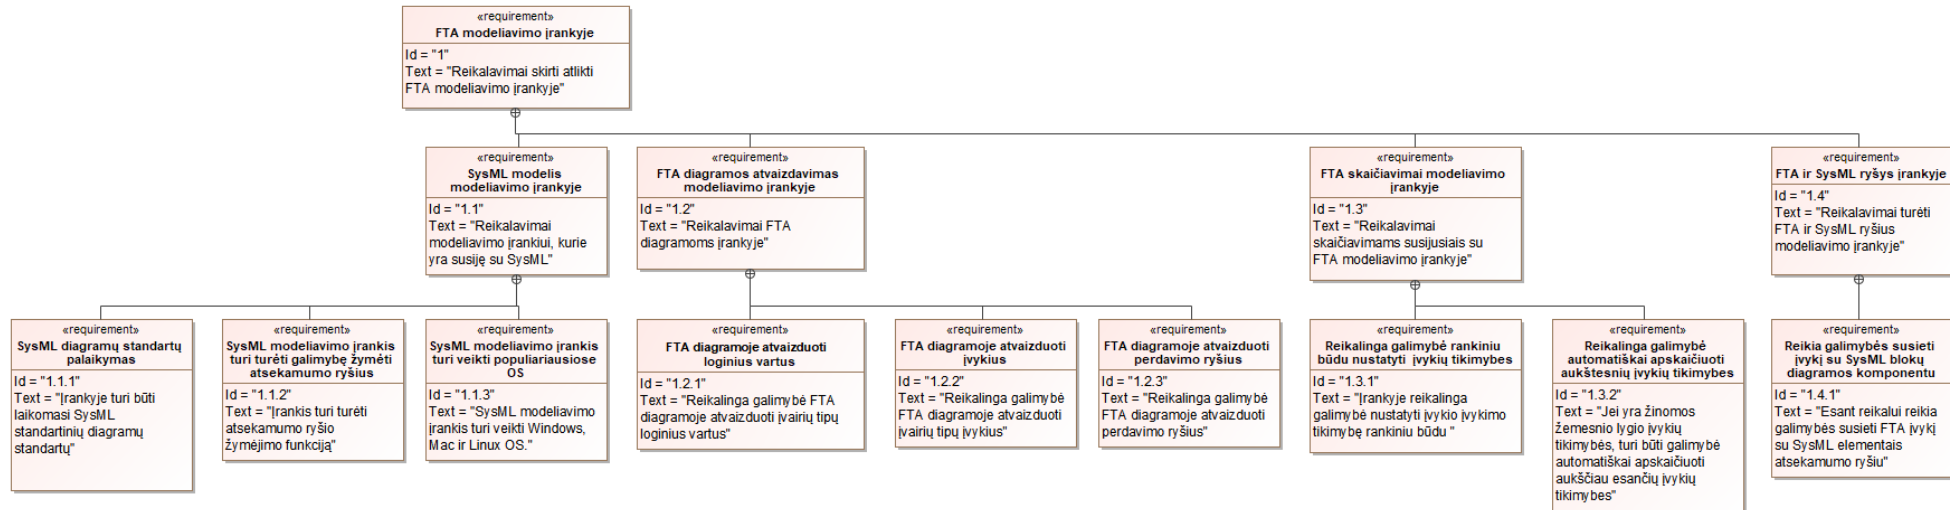 «requirement»
FTA modeliavimo įrankyje
Id = "1"
Text = "Reikalavimai skirti atlikti
FTA modeliavimo įrankyje"
«requirement»
SysML modelis
modeliavimo įrankyje
Id = "1.1"
Text = "Reikalavimai
modeliavimo įrankiui, kurie
yra susiję su SysML"
«requirement»
FTA diagramos atvaizdavimas
modeliavimo įrankyje
Id = "1.2"
Text = "Reikalavimai FTA
diagramoms įrankyje"
«requirement»
FTA skaičiavimai modeliavimo
įrankyje
Id = "1.3"
Text = "Reikalavimai
skaičiavimams susijusiais su
FTA modeliavimo įrankyje"
«requirement»
FTA ir SysML ryšys įrankyje
Id = "1.4"
Text = "Reikalavimai turėti
FTA ir SysML ryšius
modeliavimo įrankyje"
«requirement»
SysML diagramų standartų
palaikymas
Id = "1.1.1"
Text = "Įrankyje turi būti
laikomasi SysML
standartinių diagramų
standartų"
«requirement»
SysML modeliavimo įrankis
turi turėti galimybę žymėti
atsekamumo ryšius
Id = "1.1.2"
Text = "Įrankis turi turėti
atsekamumo ryšio
žymėjimo funkciją"
«requirement»
SysML modeliavimo įrankis
turi veikti populiariausiose
OS
Id = "1.1.3"
Text = "SysML modeliavimo
įrankis turi veikti Windows,
Mac ir Linux OS."
«requirement»
FTA diagramoje atvaizduoti
loginius vartus
Id = "1.2.1"
Text = "Reikalinga galimybė FTA
diagramoje atvaizduoti įvairių tipų
loginius vartus"
«requirement»
FTA diagramoje atvaizduoti
įvykius
Id = "1.2.2"
Text = "Reikalinga galimybė
FTA diagramoje atvaizduoti
įvairių tipų įvykius"
«requirement»
FTA diagramoje atvaizduoti
perdavimo ryšius
Id = "1.2.3"
Text = "Reikalinga galimybė
FTA diagramoje atvaizduoti
perdavimo ryšius"
«requirement»
Reikalinga galimybė rankiniu
būdu nustatyti įvykių tikimybes
Id = "1.3.1"
Text = "Įrankyje reikalinga
galimybė nustatyti įvykio įvykimo
tikimybę rankiniu būdu "
«requirement»
Reikalinga galimybė
automatiškai apskaičiuoti
aukštesnių įvykių tikimybes
Id = "1.3.2"
Text = "Jei yra žinomos
žemesnio lygio įvykių
tikimybės, turi būti galimybė
automatiškai apskaičiuoti
aukščiau esančių įvykių
tikimybes"
«requirement»
Reikia galimybės susieti
įvykį su SysML blokų
diagramos komponentu
Id = "1.4.1"
Text = "Esant reikalui reikia
galimybės susieti FTA įvykį
su SysML elementais
atsekamumo ryšiu"